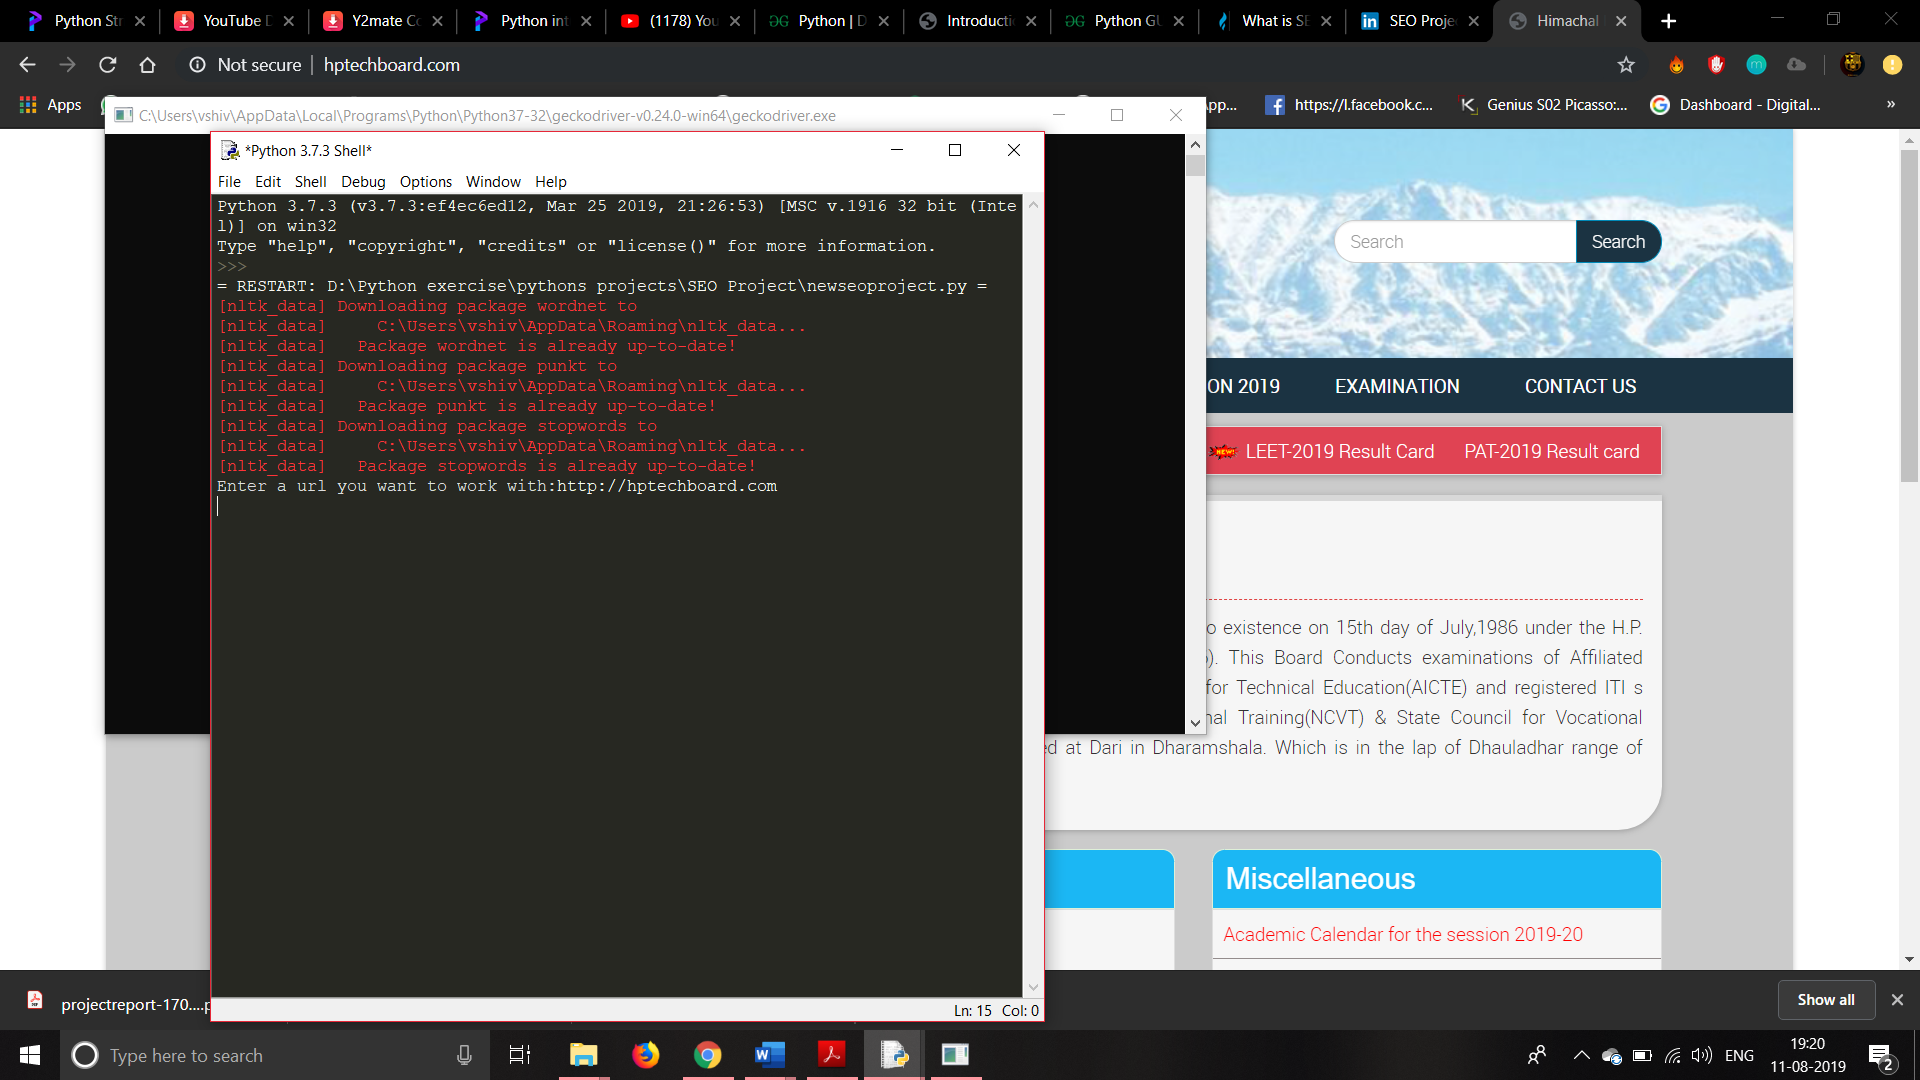 Python St
YouTube D
Y2mate Co
Python int
(1178) You
Python | D
Introducti
Python GU
What is SE
SEO Proje
Himachal
Not secure | hptechboard.com
Apps
pp...
https://l.facebook.c...
Genius S02 Picasso:...
Dashboard - Digital...
»
C:\Users\vshiv\AppData\Local\Programs\Python\Python37-32\geckodriver-v0.24.0-win64\geckodriver.exe
*Python 3.7.3 Shell*
File Edit Shell Debug Options Window Help
Python 3.7.3 (v3.7.3:ef4ec6ed12, Mar 25 2019, 21:26:53) [MSC v.1916 32 bit (Inte
l)] on win32
Type "help", "copyright", "credits" or "license()" for more information.
>>>
= RESTART: D:\Python exercise\pythons projects\SEO Project\newseoproject.py =
[nltk_data] Downloading package wordnet to
[nltk_data]     C:\Users\vshiv\AppData\Roaming\nltk_data...
[nltk_data]   Package wordnet is already up-to-date!
[nltk_data] Downloading package punkt to
[nltk_data]     C:\Users\vshiv\AppData\Roaming\nltk_data...
[nltk_data]   Package punkt is already up-to-date!
[nltk_data] Downloading package stopwords to
[nltk_data]     C:\Users\vshiv\AppData\Roaming\nltk_data...
[nltk_data]   Package stopwords is already up-to-date!
Enter a url you want to work with:http://hptechboard.com
Ln: 15 Col: 0
Search
Search
ON 2019 EXAMINATION CONTACT US
NEW! LEET-2019 Result Card PAT-2019 Result card
o existence on 15th day of July,1986 under the H.P.
). This Board Conducts examinations of Affiliated
for Technical Education(AICTE) and registered ITI s
nal Training(NCVT) & State Council for Vocational
ed at Dari in Dharamshala. Which is in the lap of Dhauladhar range of
Miscellaneous
Academic Calendar for the session 2019-20
projectreport-170....p
Show all
Type here to search
ENG
19:20
11-08-2019
2